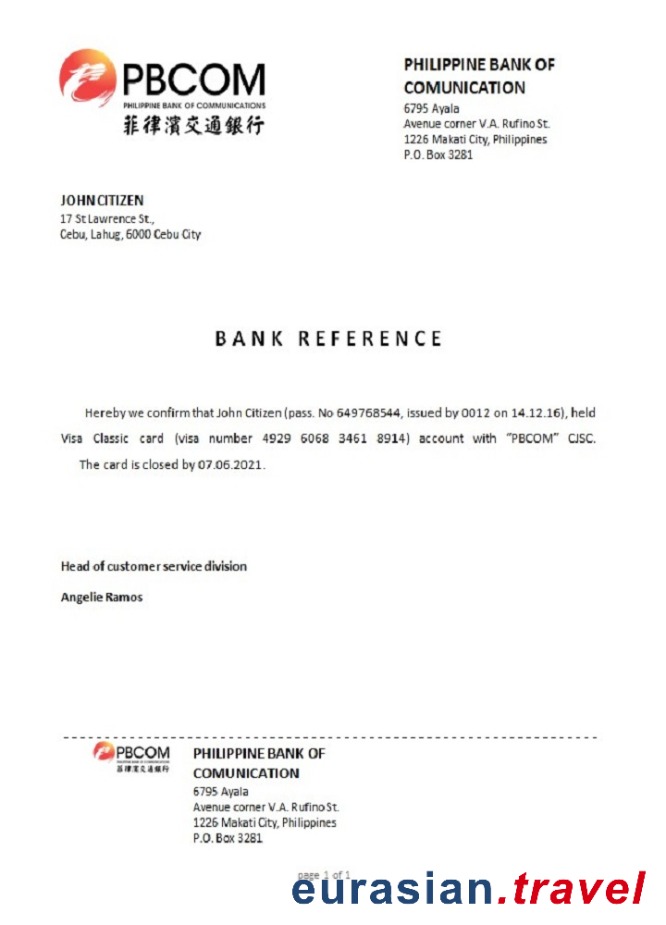 PBCOM
PHILIPPINE BANK OF COMMUNICATIONS
菲律濱交通銀行
PHILIPPINE BANK OF
COMUNICATION
6795 Ayala
Avenue corner V.A. Rufino St.
1226 Makati City, Philippines
P.O. Box 3281
JOHN CITIZEN
17 St Lawrence St.,
Cebu, Lahug, 6000 Cebu City
BANK REFERENCE
Hereby we confirm that John Citizen (pass. No 649768544, issued by 0012 on 14.12.16), held
Visa Classic card (visa number 4929 6068 3461 8914) account with “PBCOM” CJSC.
The card is closed by 07.06.2021.
Head of customer service division
Angelie Ramos
PBCOM
PHILIPPINE BANK OF COMMUNICATIONS
菲律濱交通銀行
PHILIPPINE BANK OF
COMUNICATION
6795 Ayala
Avenue corner V.A. Rufino St.
1226 Makati City, Philippines
P.O. Box 3281
page 1 of 1
eurasian.travel